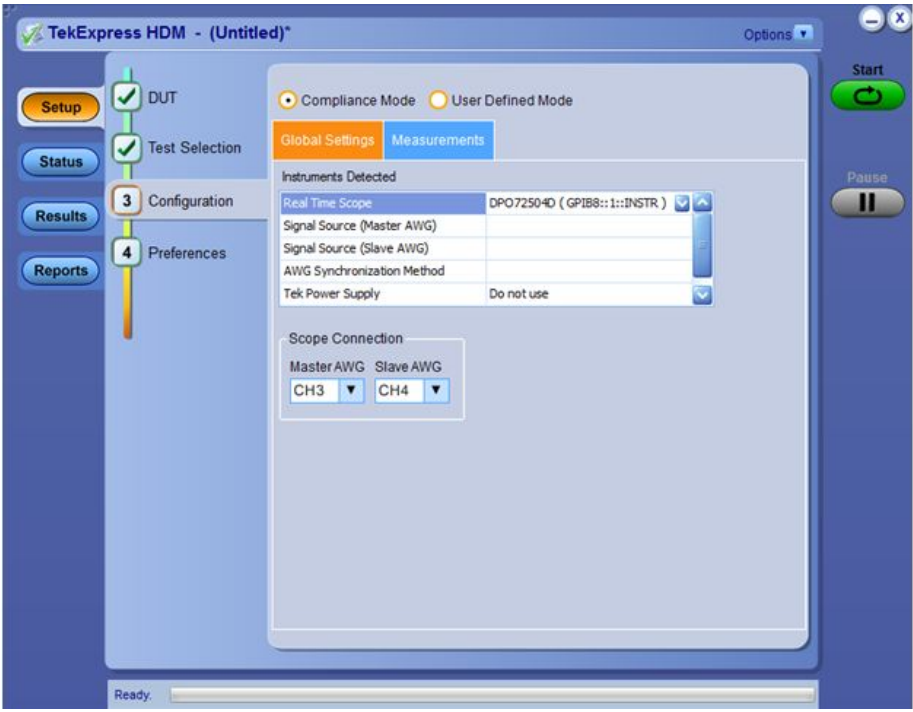 TekExpress HDM - (Untitled)*
Options
Start
Pause
Setup
Status
Results
Reports
DUT
Test Selection
3 Configuration
4 Preferences
Compliance Mode User Defined Mode
Global Settings Measurements
Instruments Detected
Real Time Scope DPO72504D ( GPIB8::1::INSTR )
Signal Source (Master AWG)
Signal Source (Slave AWG)
AWG Synchronization Method
Tek Power Supply Do not use
Scope Connection
Master AWG Slave AWG
CH3 CH4
Ready.